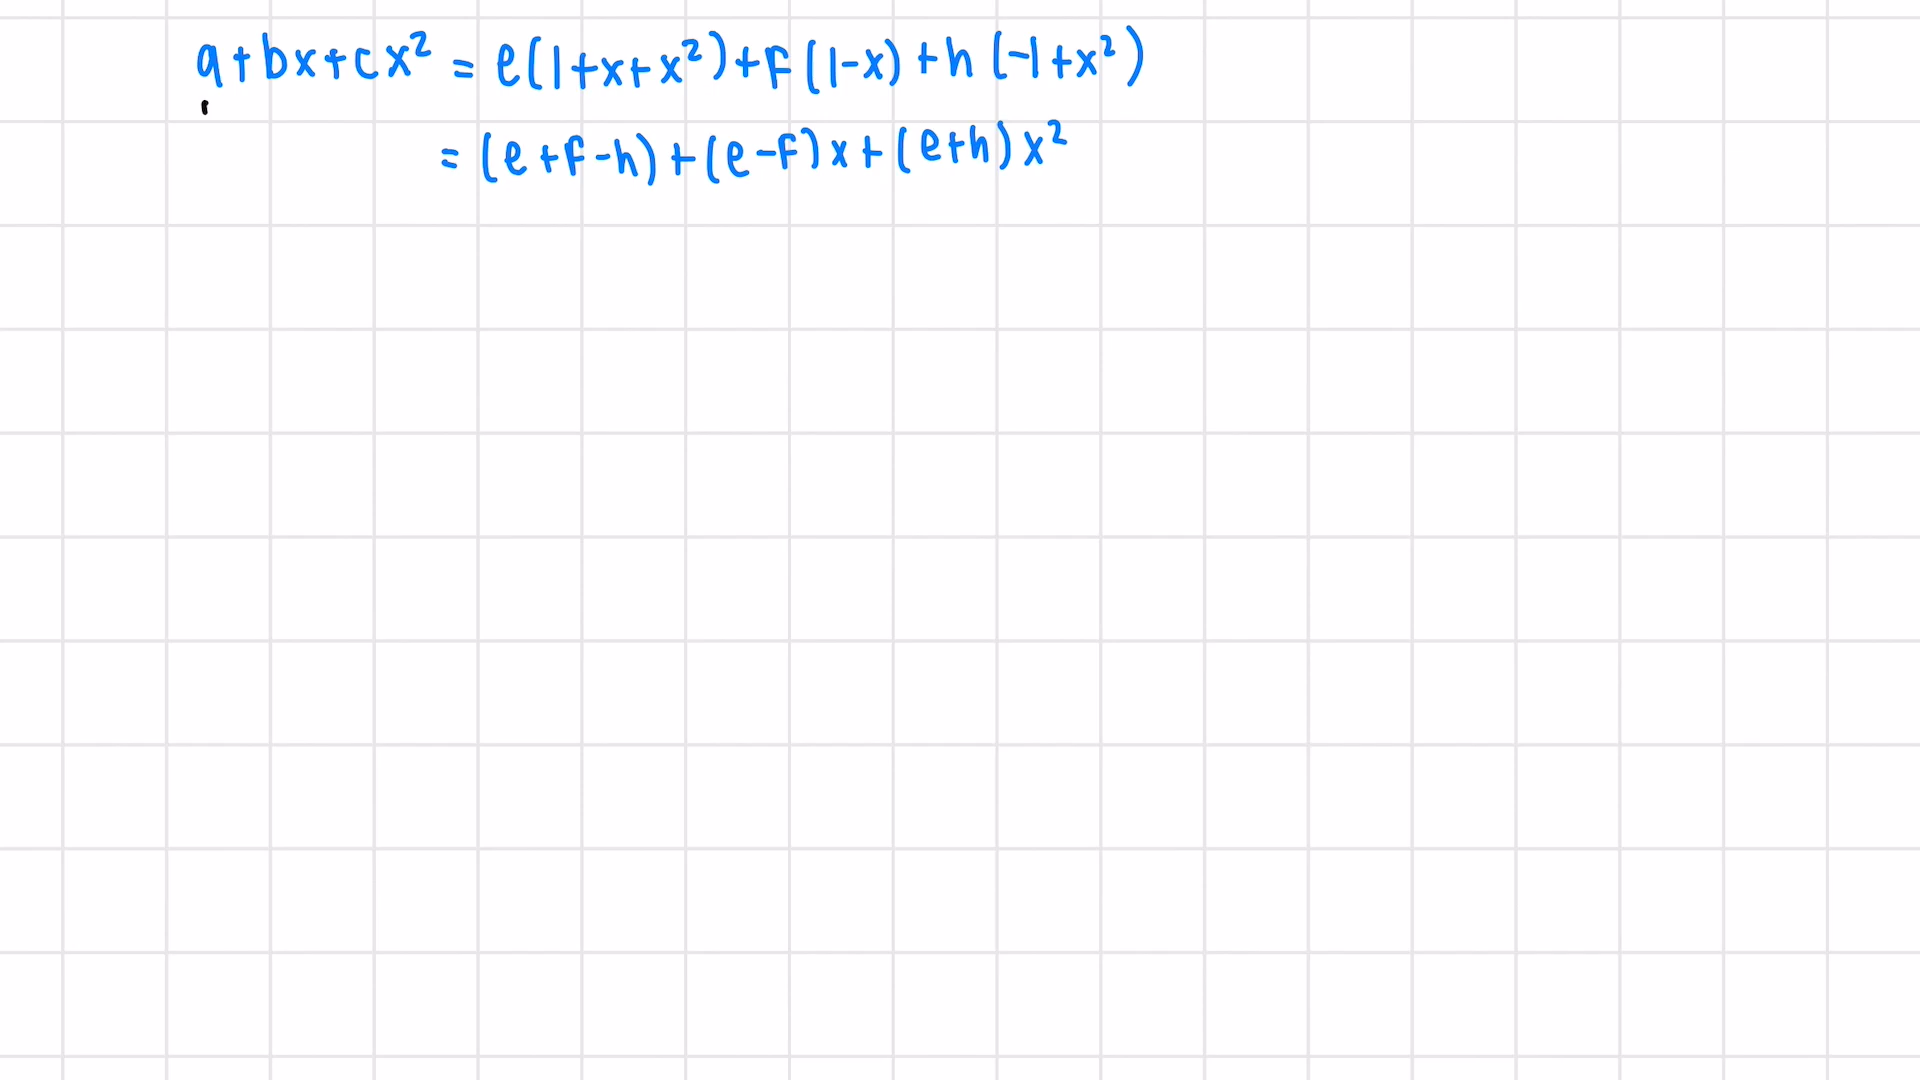 a+bx+cx² = e(1+x+x²)+f(1-x)+h(-1+x²)
= (e+f-h)+(e-f)x+(e+h)x²